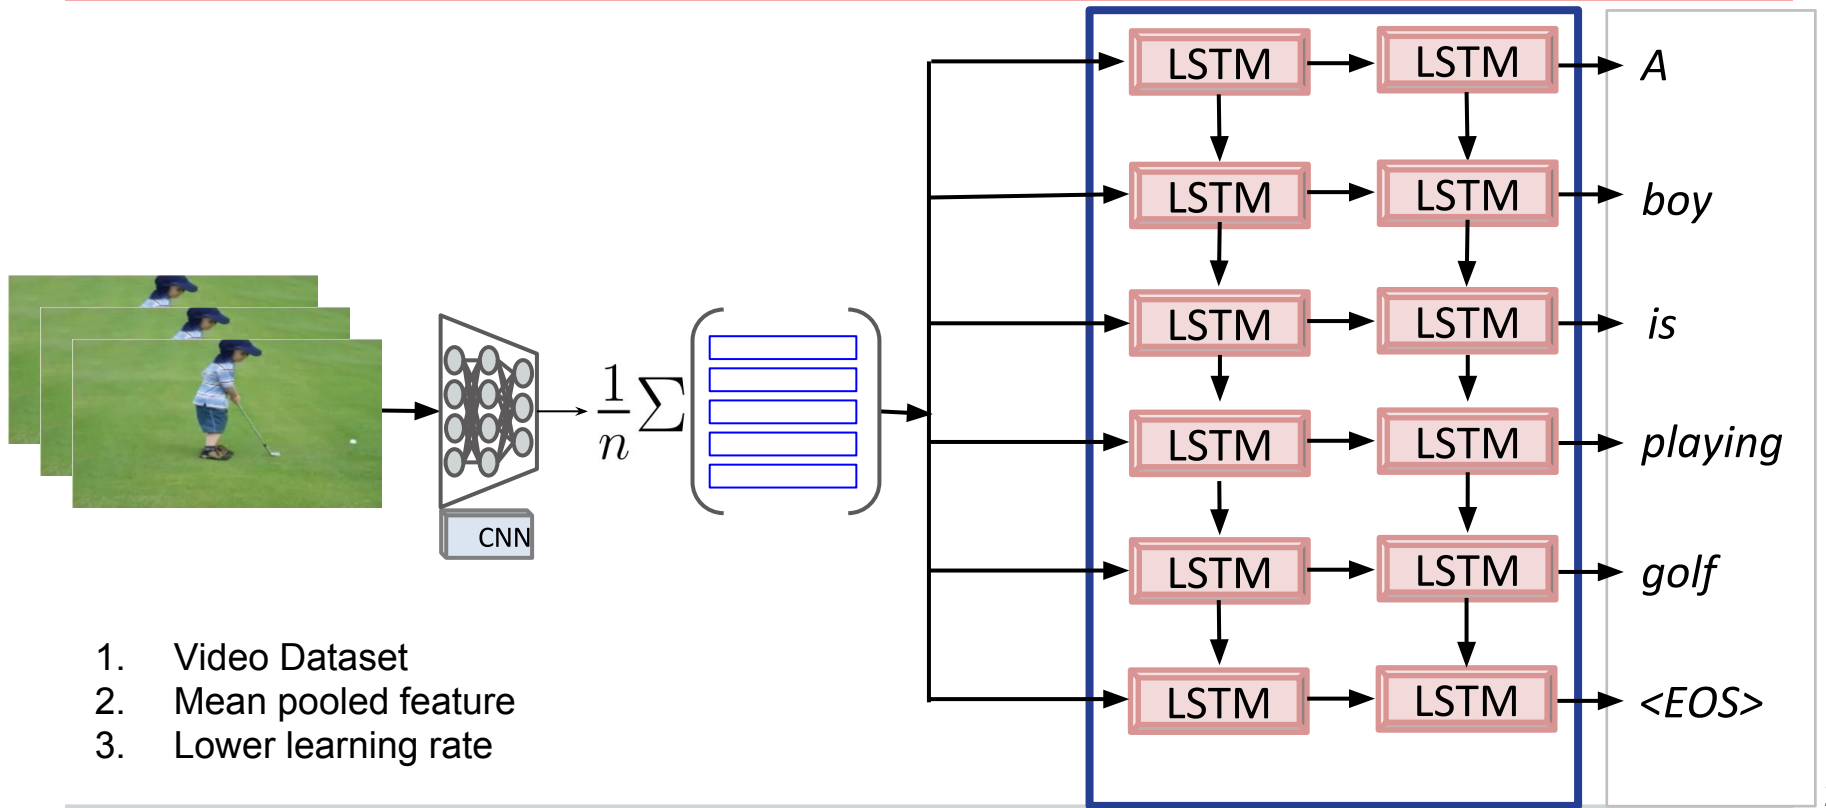 LSTM LSTM A
LSTM LSTM boy
LSTM LSTM is
LSTM LSTM playing
LSTM LSTM golf
LSTM LSTM <EOS>
1/n ∑
CNN
1. Video Dataset
2. Mean pooled feature
3. Lower learning rate